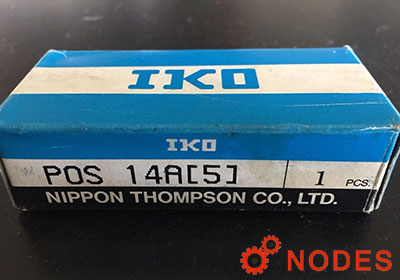 IKO
IKO
POS 14A[5] 1 PCS.
NIPPON THOMPSON CO., LTD.
NODES